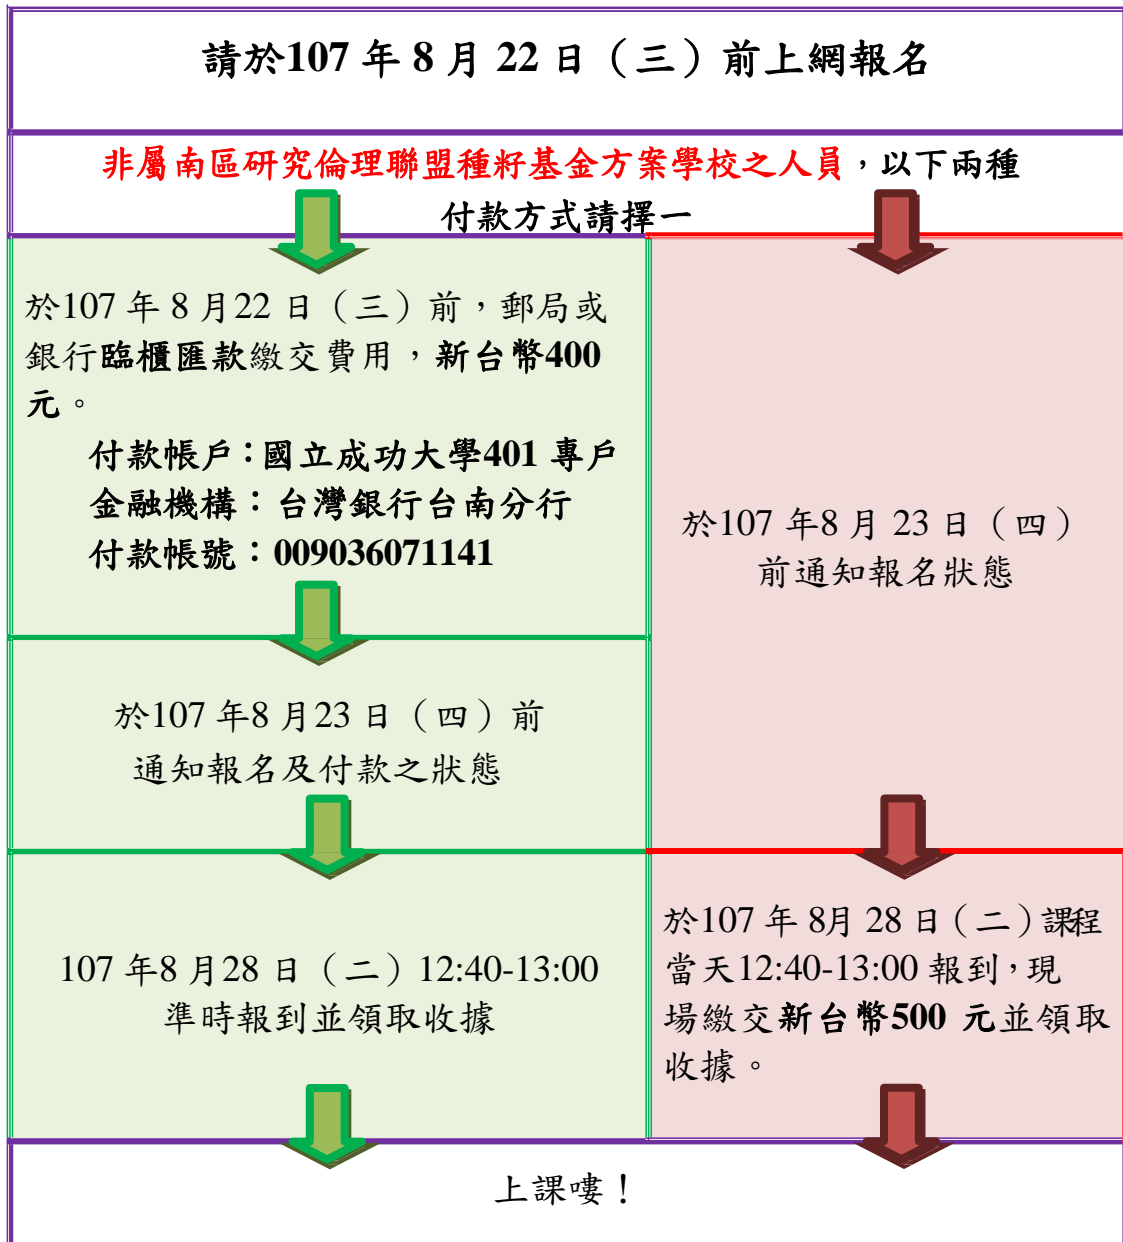 請於107 年 8 月 22 日（三）前上網報名
非屬南區研究倫理聯盟種籽基金方案學校之人員，以下兩種
付款方式請擇一
於107 年 8 月22 日（三）前，郵局或
銀行臨櫃匯款繳交費用，新台幣400
元。
付款帳戶：國立成功大學401 專戶
金融機構：台灣銀行台南分行
付款帳號：009036071141
於107 年8 月23 日（四）前
通知報名及付款之狀態
107 年8 月28 日（二）12:40-13:00
準時報到並領取收據
於107 年8 月 23 日（四）
前通知報名狀態
於107 年 8月 28 日（二）課程
當天12:40-13:00 報到，現
場繳交新台幣500 元並領取
收據。
上課嘍！